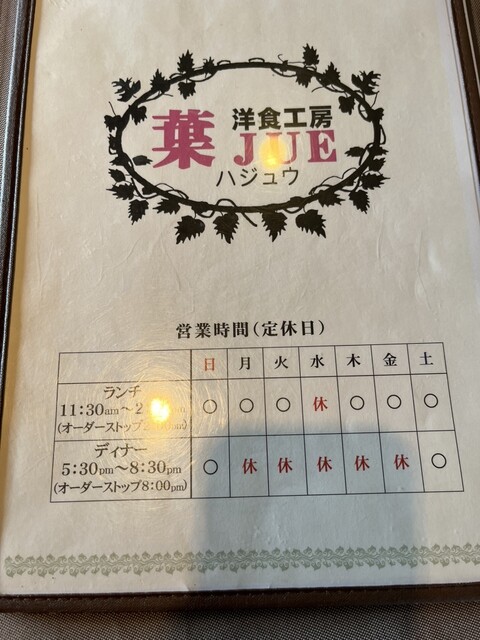 洋食工房
葉 JUE
ハジュウ
営業時間(定休日)
日 月 火 水 木 金 土
ランチ
11:30am～2
○ ○ ○ 休 ○ ○ ○
(オーダーストップ
ディナー
5:30pm～8:30pm
○ 休 休 休 休 休 ○
(オーダーストップ8:00pm)